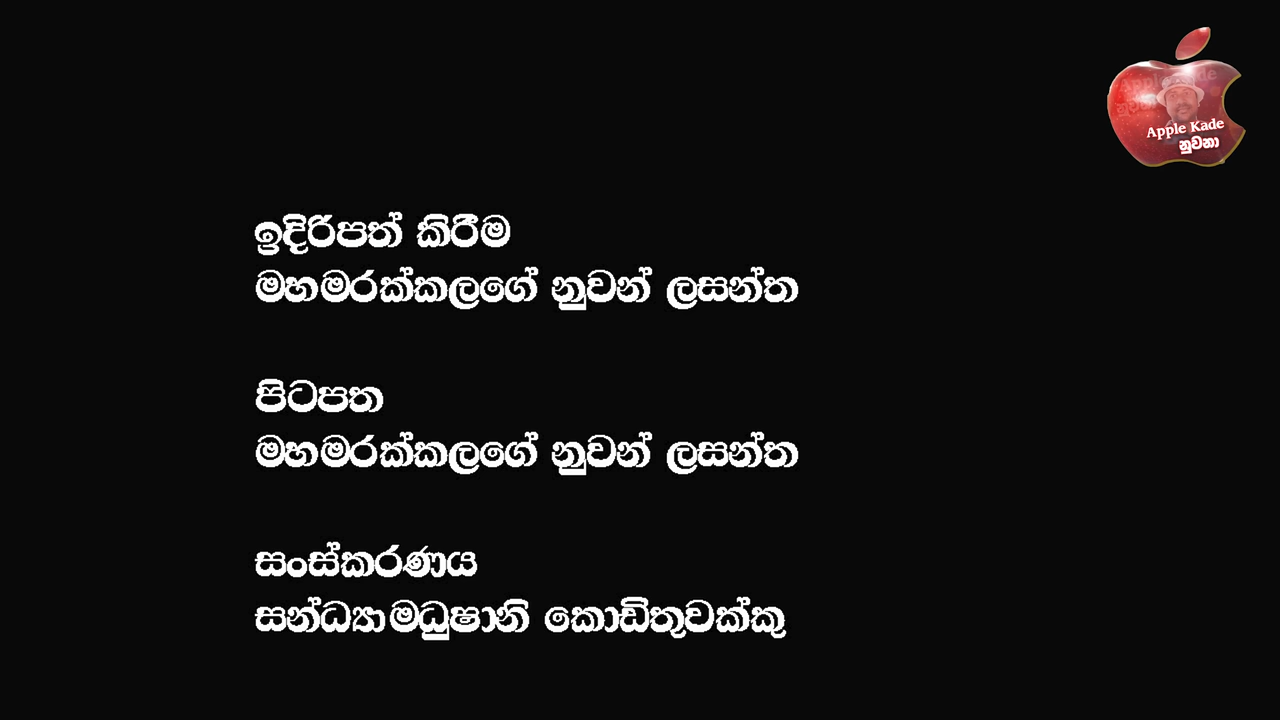 Apple Kade
නුවනා
ඉදිරිපත් කිරීම
මහමරක්කලගේ නුවන් ලසන්ත
පිටපත
මහමරක්කලගේ නුවන් ලසන්ත
සංස්කරණය
සන්ධ්‍යාමධුෂානි කොඩිතුවක්කු